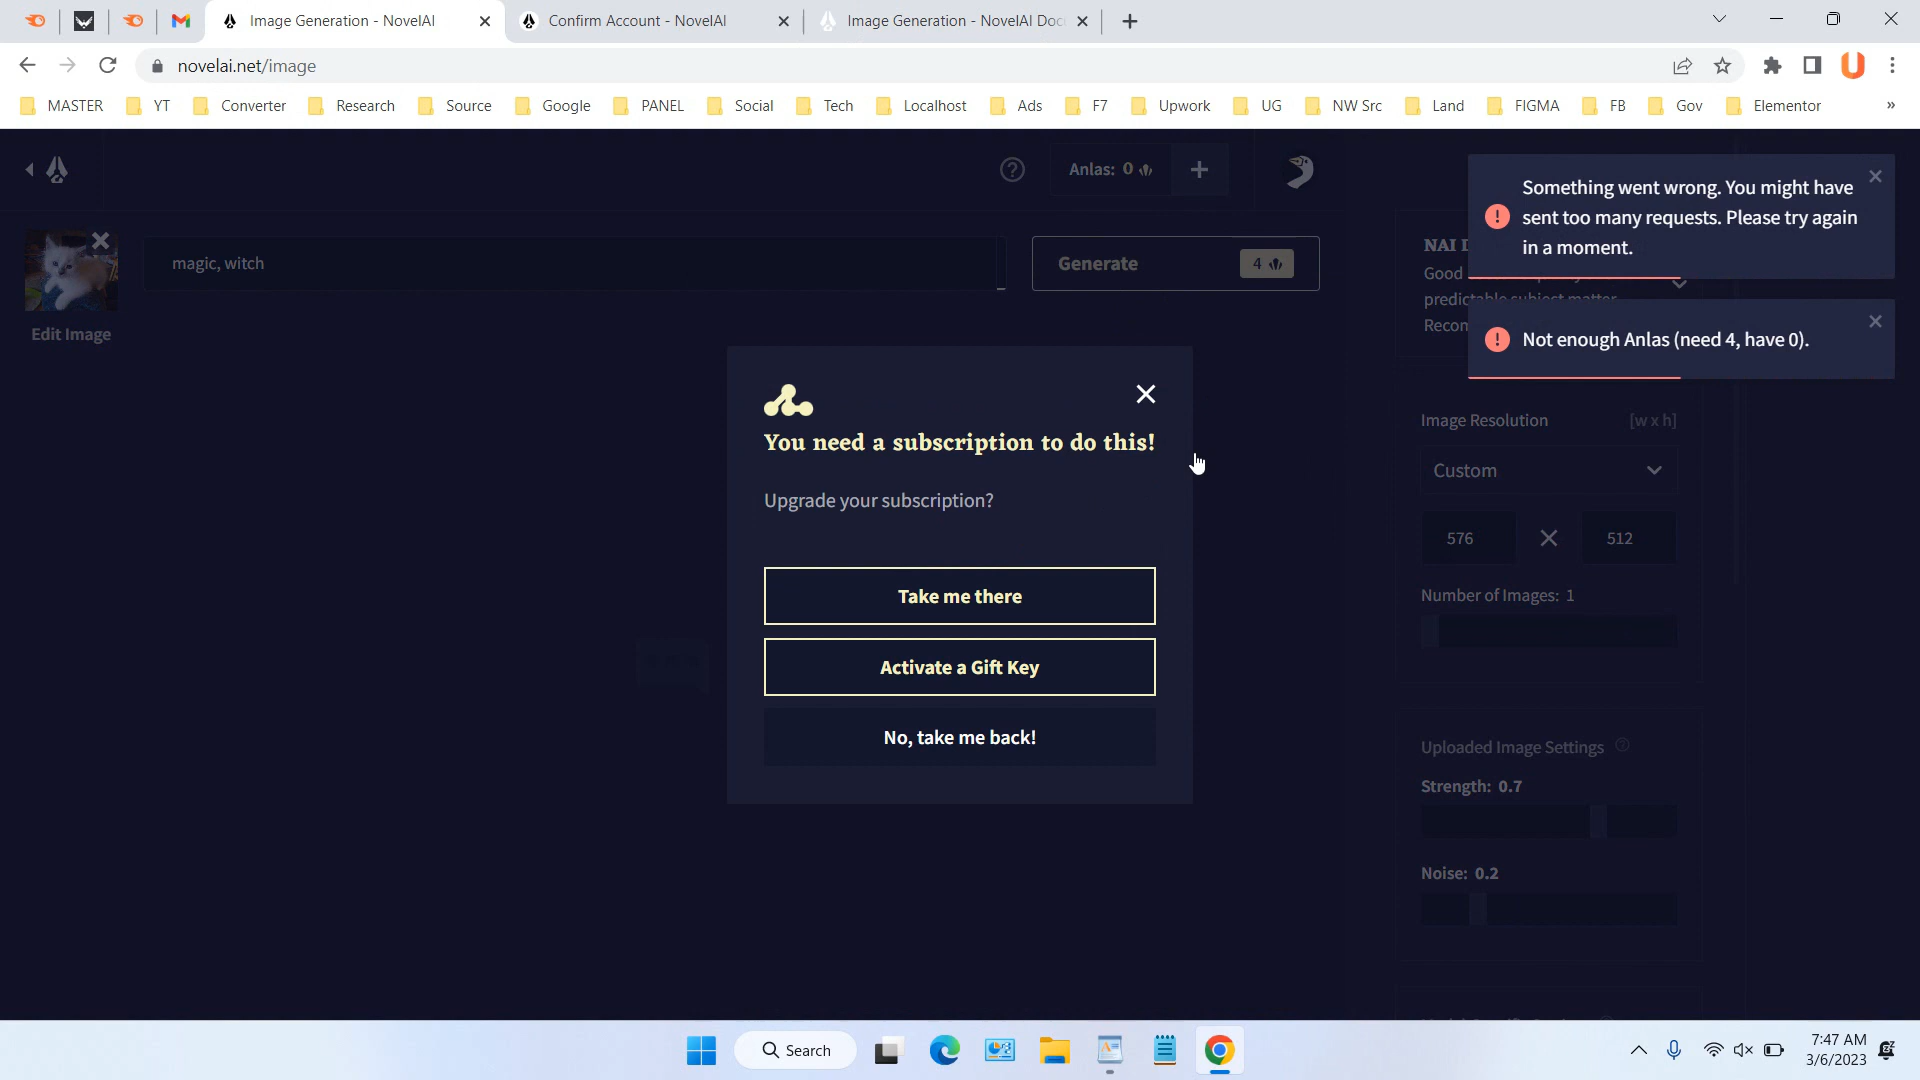 Image Generation - NovelAI
Confirm Account - NovelAI
Image Generation - NovelAI Doc
novelai.net/image
MASTER
YT
Converter
Research
Source
Google
PANEL
Social
Tech
Localhost
Ads
F7
Upwork
UG
NW Src
Land
FIGMA
FB
Gov
Elementor
»
Anlas: 0
Something went wrong. You might have
sent too many requests. Please try again
in a moment.
magic, witch
Generate
4
NAI
Good
predictable subject matter
Recom
Not enough Anlas (need 4, have 0).
Edit Image
You need a subscription to do this!
Upgrade your subscription?
Take me there
Activate a Gift Key
No, take me back!
Image Resolution
[w x h]
Custom
576
512
Number of Images: 1
Uploaded Image Settings
Strength: 0.7
Noise: 0.2
Search
7:47 AM
3/6/2023